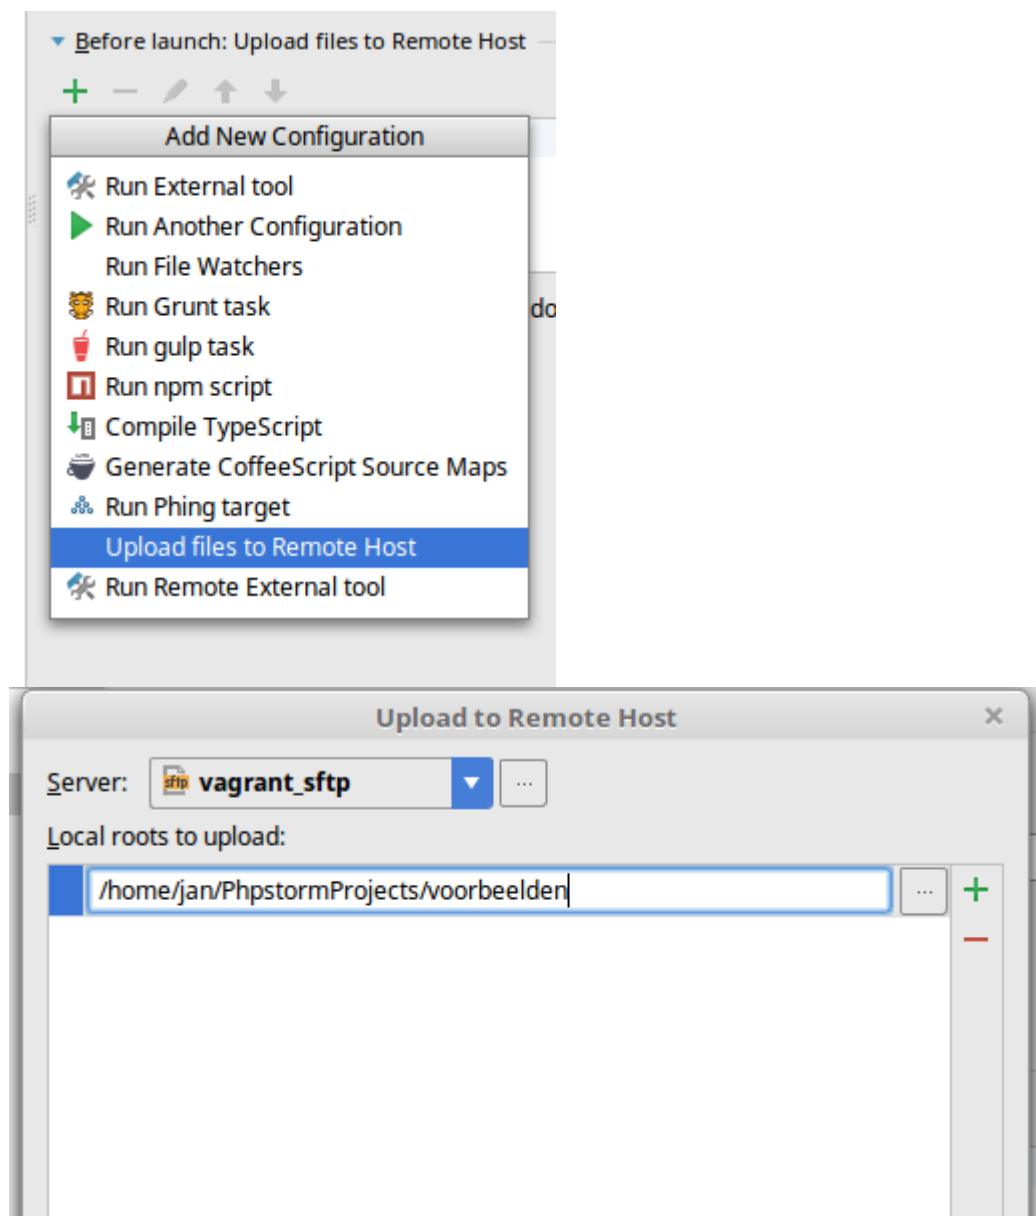 Before launch: Upload files to Remote Host
Add New Configuration
Run External tool
Run Another Configuration
Run File Watchers
Run Grunt task
do
Run gulp task
Run npm script
Compile TypeScript
Generate CoffeeScript Source Maps
Run Phing target
Upload files to Remote Host
Run Remote External tool
Upload to Remote Host
Server: sftp vagrant_sftp ...
Local roots to upload:
/home/jan/PhpstormProjects/voorbeelden ...